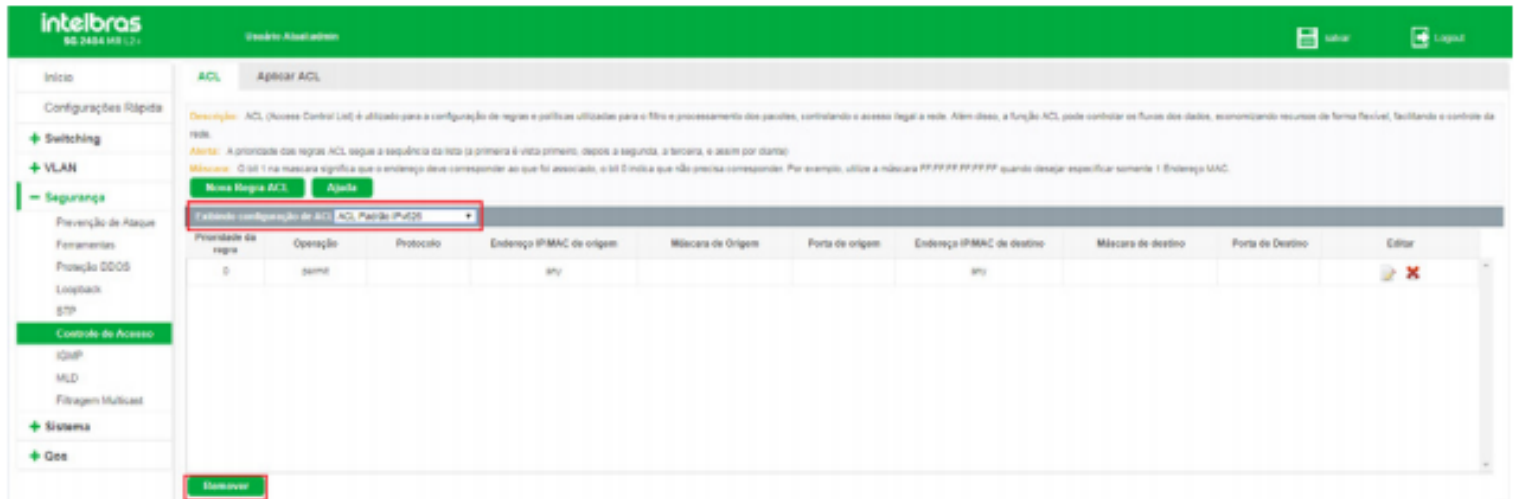 intelbras
SG 2404 MR L2+
Usuário Atual:admin
salvar
Logout
Início
Configurações Rápida
Switching
VLAN
Segurança
Prevenção de Ataque
Ferramentas
Proteção DDOS
Loopback
STP
Controle de Acesso
IGMP
MLD
Filtragem Multicast
Sistema
Qos
ACL
Aplicar ACL
Descrição: ACL (Access Control List) é utilizado para a configuração de regras e políticas utilizadas para o filtro e processamento dos pacotes, controlando o acesso ilegal a rede. Além disso, a função ACL pode controlar os fluxos dos dados, economizando recursos de forma flexível, facilitando o controle da
rede.
Alerta: A prioridade das regras ACL segue a sequência da lista (a primeira é vista primeiro, depois a segunda, a terceira, e assim por diante)
Máscara: O bit 1 na mascara significa que o endereço deve corresponder ao que foi associado, o bit 0 indica que não precisa corresponder. Por exemplo, utilize a máscara FF:FF:FF:FF:FF:FF quando desejar especificar somente 1 Endereço MAC.
Nova Regra ACL
Ajuda
Exibindo configuração de ACL ACL Padrão IPv626
Prioridade da regra
Operação
Protocolo
Endereço IP/MAC de origem
Máscara de Origem
Porta de origem
Endereço IP/MAC de destino
Máscara de destino
Porta de Destino
Editar
0
permit
any
any
Remover